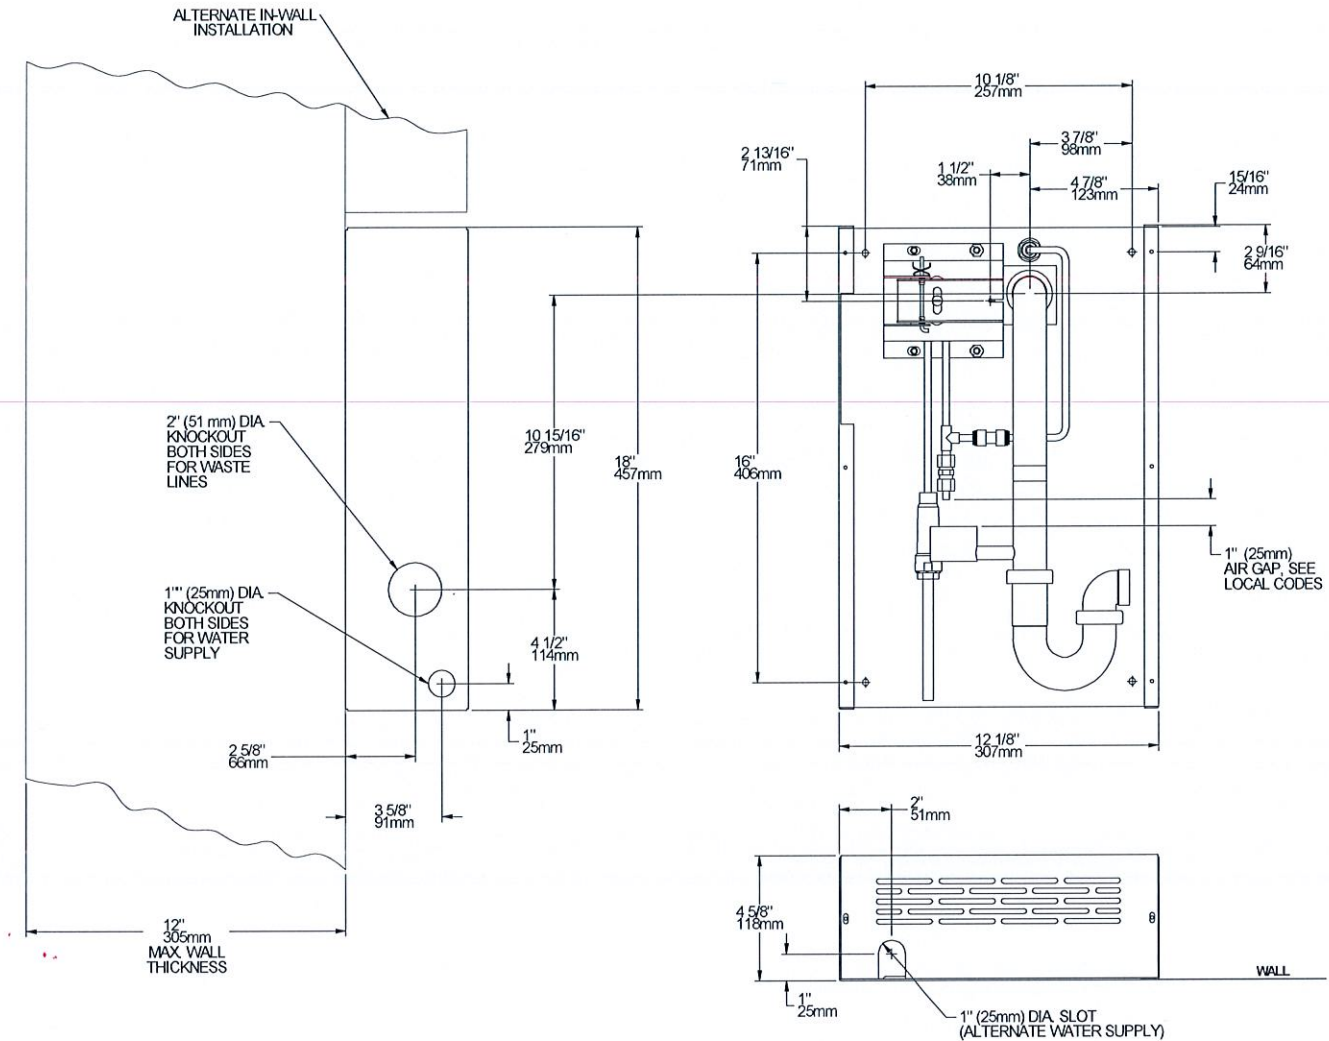 ALTERNATE IN-WALL
INSTALLATION
10 1/8"
257mm
3 7/8"
98mm
2 13/16"
71mm
1 1/2"
38mm
4 7/8"
123mm
15/16"
24mm
2 9/16"
64mm
2" (51 mm) DIA.
KNOCKOUT
BOTH SIDES
FOR WASTE
LINES
10 15/16"
279mm
18"
457mm
16"
406mm
1"" (25mm) DIA.
KNOCKOUT
BOTH SIDES
FOR WATER
SUPPLY
4 1/2"
114mm
1" (25mm)
AIR GAP, SEE
LOCAL CODES
1"
25mm
2 5/8"
66mm
3 5/8"
91mm
12 1/8"
307mm
2"
51mm
4 5/8"
118mm
12"
305mm
MAX. WALL
THICKNESS
WALL
1"
25mm
1" (25mm) DIA. SLOT
(ALTERNATE WATER SUPPLY)